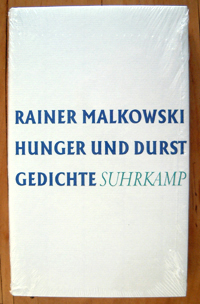 RAINER MALKOWSKI
HUNGER UND DURST
GEDICHTE SUHRKAMP